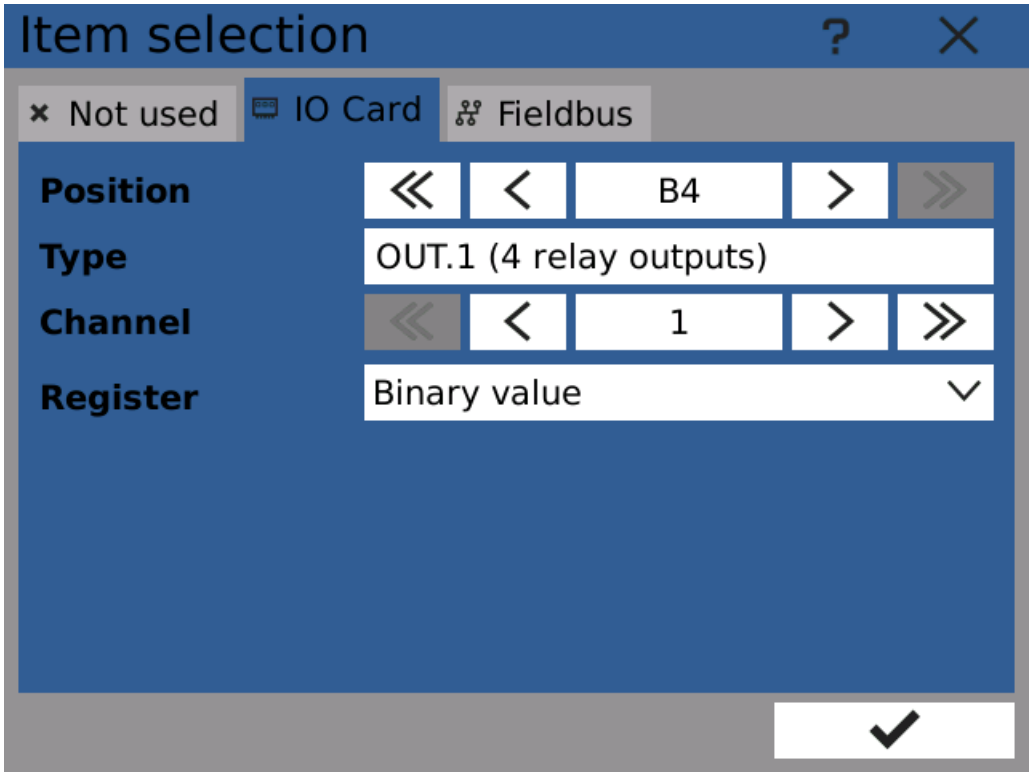 Item selection ?
Not used IO Card Fieldbus
Position B4
Type OUT.1 (4 relay outputs)
Channel 1
Register Binary value